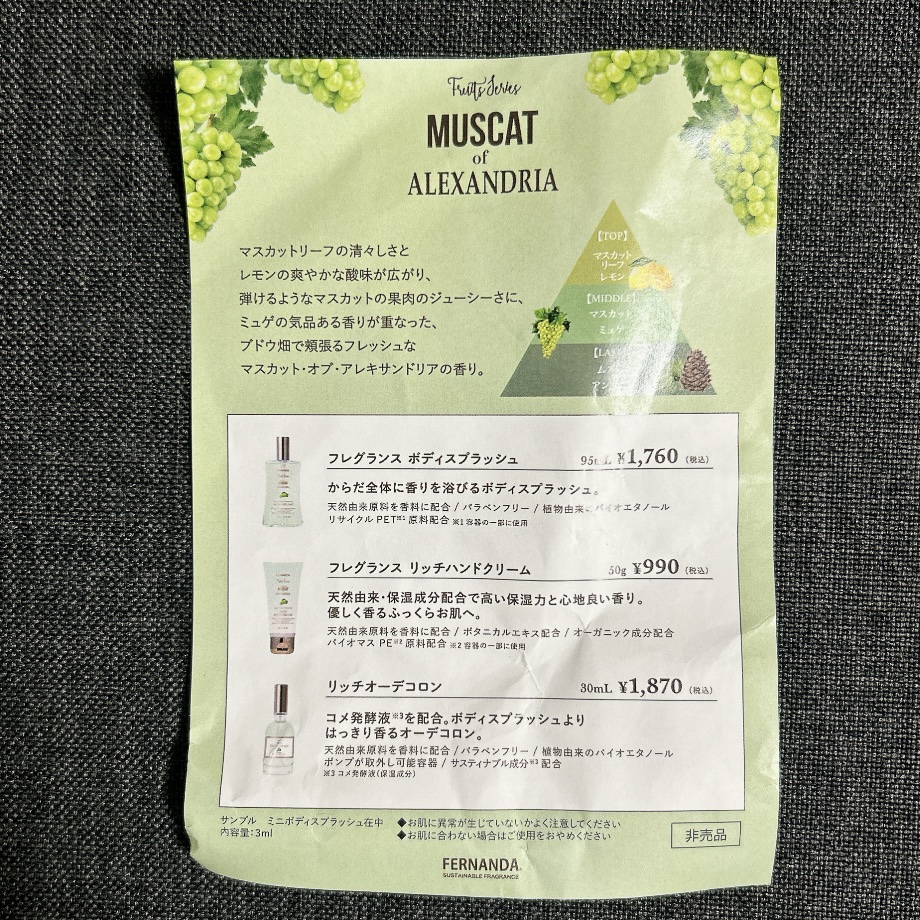 Fruits Series
MUSCAT
of
ALEXANDRIA
マスカットリーフの清々しさと
レモンの爽やかな酸味が広がり、
弾けるようなマスカットの果肉のジューシーさに、
ミュゲの気品ある香りが重なった、
ブドウ畑で頬張るフレッシュな
マスカット・オブ・アレキサンドリアの香り。
【TOP】
マスカット
リーフ
レモン
【MIDDLE】
マスカット
ミュゲ
フレグランス ボディスプラッシュ 95mL ¥1,760 (税込)
からだ全体に香りを浴びるボディスプラッシュ。
天然由来原料を香料に配合 / パラベンフリー / 植物由来のバイオエタノール
リサイクル PET※1 原料配合 ※1 容器の一部に使用
フレグランス リッチハンドクリーム 50g ¥990 (税込)
天然由来・保湿成分配合で高い保湿力と心地良い香り。
優しく香るふっくらお肌へ。
天然由来原料を香料に配合 / ボタニカルエキス配合 / オーガニック成分配合
バイオマス PE※2 原料配合 ※2 容器の一部に使用
リッチオーデコロン 30mL ¥1,870 (税込)
コメ発酵液※3を配合。ボディスプラッシュより
はっきり香るオーデコロン。
天然由来原料を香料に配合 / パラベンフリー / 植物由来のバイオエタノール
ポンプが取外し可能容器 / サスティナブル成分※3 配合
※3 コメ発酵液(保湿成分)
サンプル ミニボディスプラッシュ在中
内容量:3ml
◆お肌に異常が生じていないかよく注意してください
◆お肌に合わない場合はご使用をおやめください
非売品
FERNANDA
SUSTAINABLE FRAGRANCE